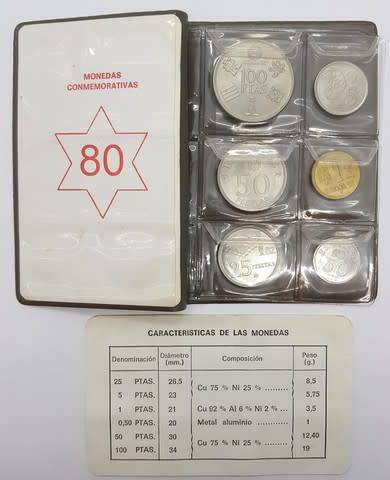 MONEDAS
CONMEMORATIVAS
80
100
PTAS
50
1
25 PESETAS
CARACTERISTICAS DE LAS MONEDAS
Denominación Diámetro (mm.) Composición Peso (g.)
25 PTAS. 26,5 Cu 75 % Ni 25 % .......... 8,5
5 PTAS. 23 5,75
1 PTA. 21 Cu 92 % Al 6 % Ni 2 % ... 3,5
0,50 PTAS. 20 Metal aluminio ............ 1
50 PTAS. 30 Cu 75 % Ni 25 % .......... 12,40
100 PTAS. 34 19